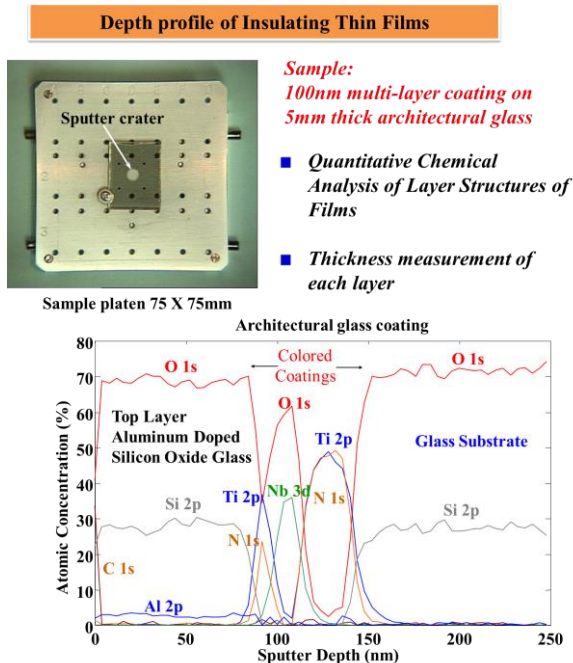 Depth profile of Insulating Thin Films
Sputter crater
Sample platen 75 X 75mm
Sample:
100nm multi-layer coating on
5mm thick architectural glass
Quantitative Chemical
Analysis of Layer Structures of
Films
Thickness measurement of
each layer
Architectural glass coating
Atomic Concentration (%)
80
70
60
50
40
30
20
10
0
O 1s
Colored
Coatings
O 1s
O 1s
Top Layer
Aluminum Doped
Silicon Oxide Glass
Ti 2p
Glass Substrate
Nb 3d
Ti 2p
N 1s
Si 2p
Si 2p
N 1s
C 1s
Al 2p
0
50
100
150
200
250
Sputter Depth (nm)